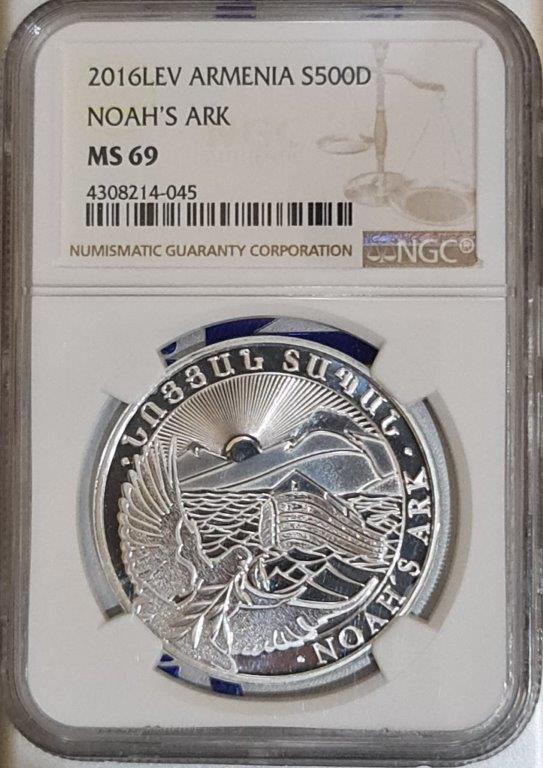 2016LEV ARMENIA S500D
NOAH'S ARK
MS 69
4308214-045
NUMISMATIC GUARANTY CORPORATION
NGC®
· ՆՈՅՅԱՆ ՏԱՊԱՆ ·
· NOAH'S ARK